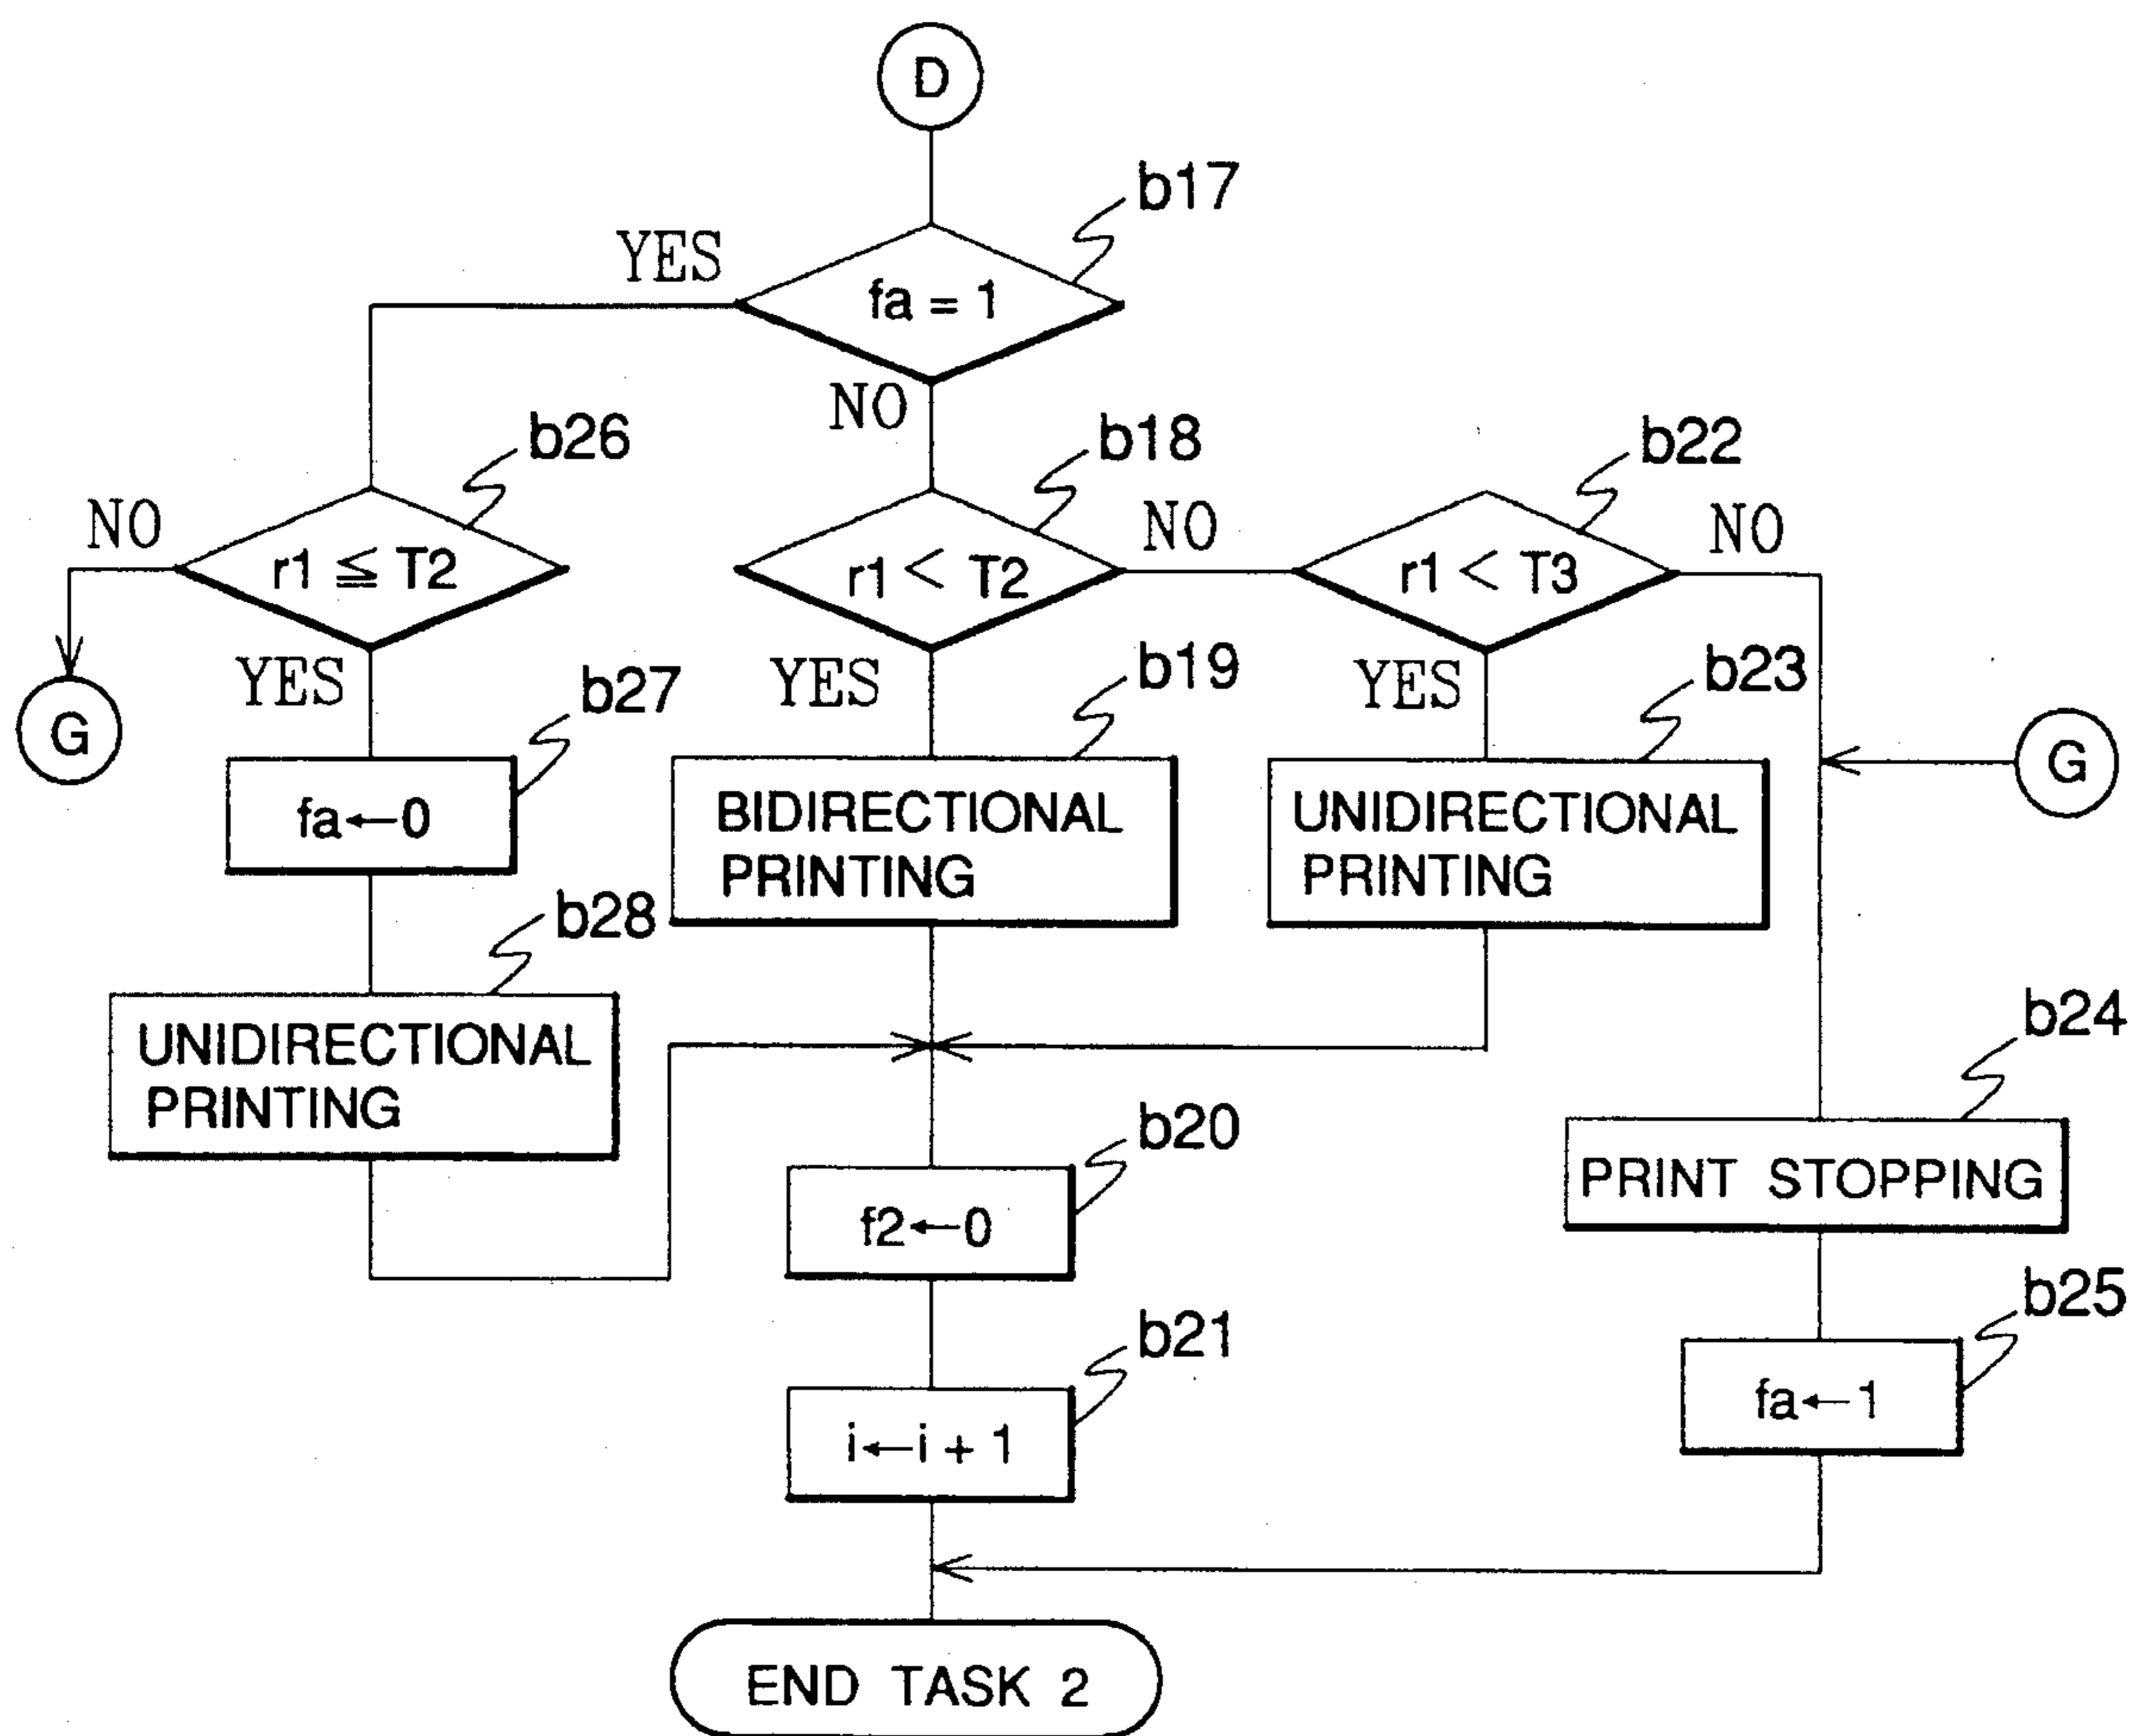 D
b17
YES
fa = 1
NO
b26
b18
b22
NO
r1 ≦ T2
r1 < T2
NO
r1 < T3
NO
YES
b27
YES
b19
YES
b23
G
fa←0
BIDIRECTIONAL
PRINTING
UNIDIRECTIONAL
PRINTING
G
b28
UNIDIRECTIONAL
PRINTING
b24
b20
PRINT STOPPING
f2←0
b21
b25
i←i + 1
fa←1
END TASK 2